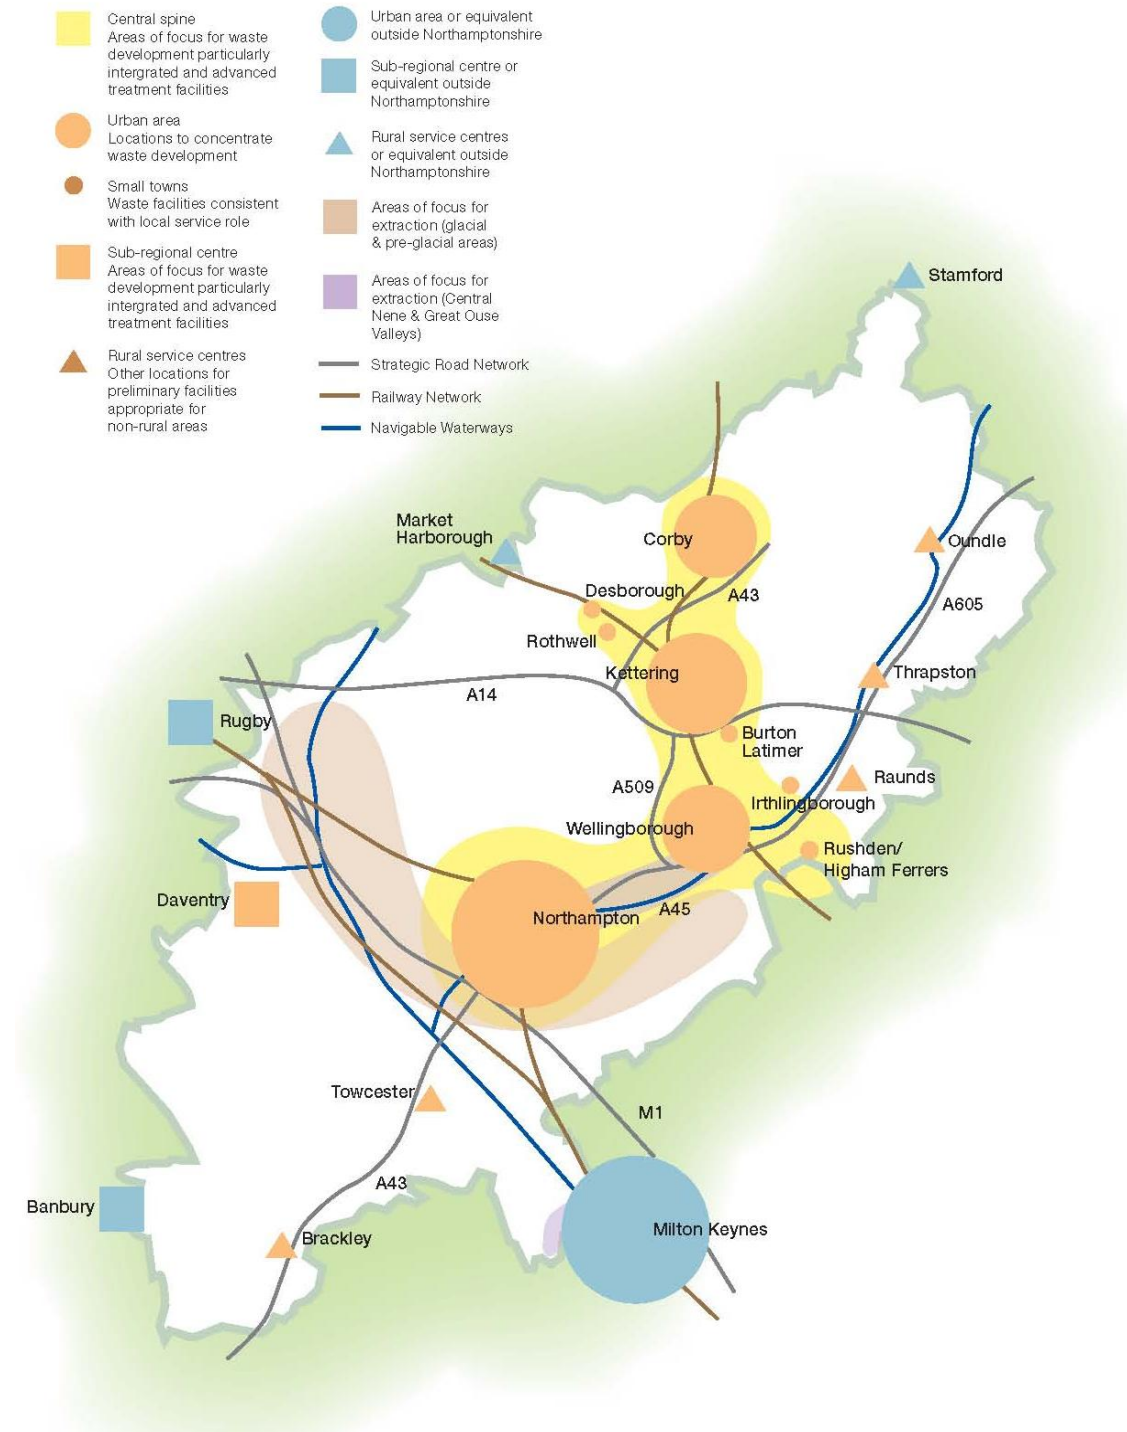 Central spine
Areas of focus for waste
development particularly
intergrated and advanced
treatment facilities
Urban area
Locations to concentrate
waste development
Small towns
Waste facilities consistent
with local service role
Sub-regional centre
Areas of focus for waste
development particularly
intergrated and advanced
treatment facilities
Rural service centres
Other locations for
preliminary facilities
appropriate for
non-rural areas
Urban area or equivalent
outside Northamptonshire
Sub-regional centre or
equivalent outside
Northamptonshire
Rural service centres
or equivalent outside
Northamptonshire
Areas of focus for
extraction (glacial
& pre-glacial areas)
Areas of focus for
extraction (Central
Nene & Great Ouse
Valleys)
Strategic Road Network
Railway Network
Navigable Waterways
Stamford
Market
Harborough
Corby
Oundle
Desborough
A43
A605
Rothwell
Kettering
Thrapston
A14
Rugby
Burton
Latimer
Raunds
A509
Irthlingborough
Wellingborough
Rushden/
Higham Ferrers
Daventry
Northampton
A45
Towcester
M1
A43
Banbury
Milton Keynes
Brackley